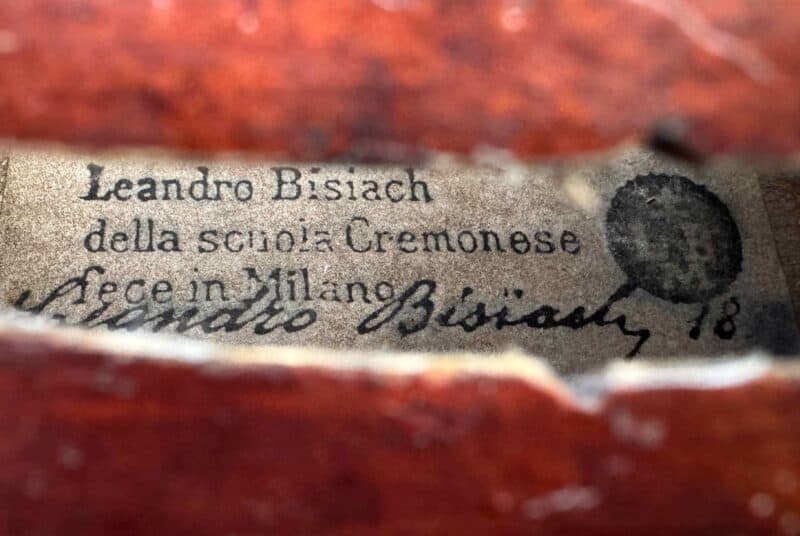 Leandro Bisiach
della scuola Cremonese
fece in Milano
Leandro Bisiach, 18